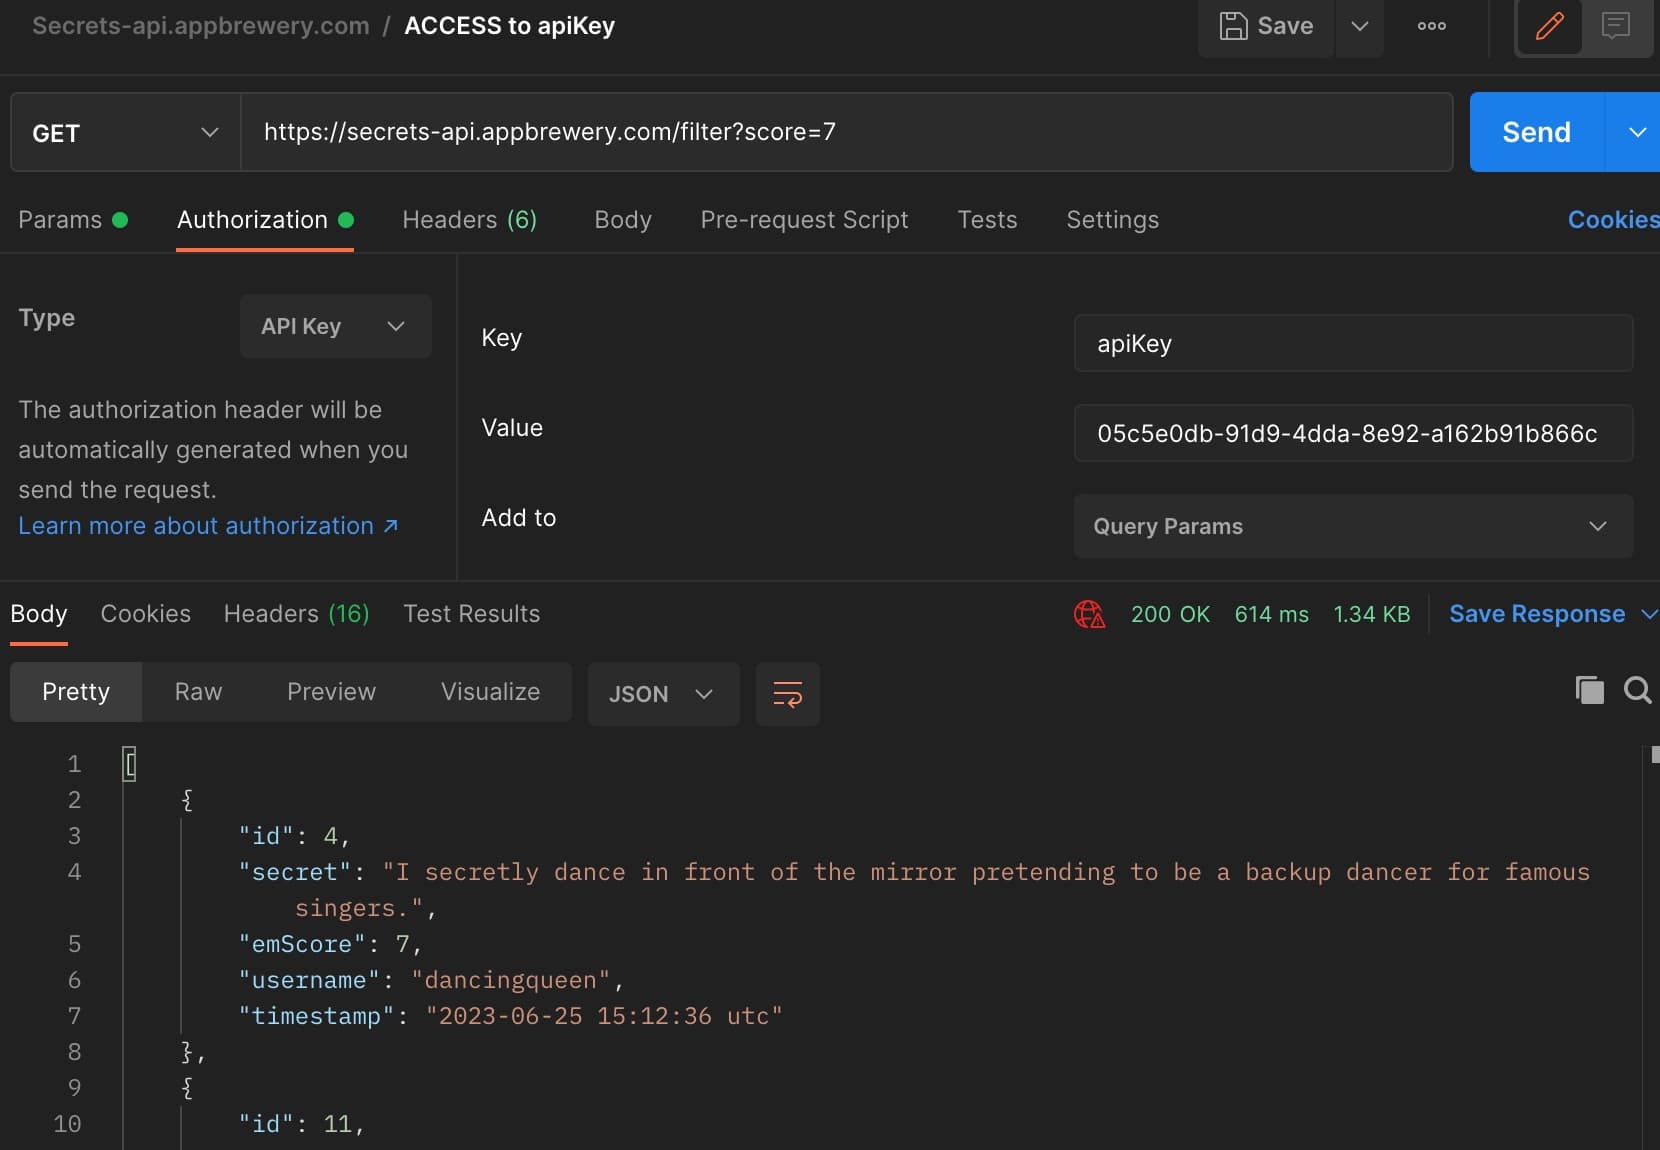 Secrets-api.appbrewery.com / ACCESS to apiKey
Save
GET
https://secrets-api.appbrewery.com/filter?score=7
Send
Params Authorization Headers (6) Body Pre-request Script Tests Settings Cookies
Type
API Key
The authorization header will be
automatically generated when you
send the request.
Learn more about authorization ↗
Key
apiKey
Value
05c5e0db-91d9-4dda-8e92-a162b91b866c
Add to
Query Params
Body Cookies Headers (16) Test Results
200 OK 614 ms 1.34 KB Save Response
Pretty Raw Preview Visualize JSON
1 [
2 {
3 "id": 4,
4 "secret": "I secretly dance in front of the mirror pretending to be a backup dancer for famous
singers.",
5 "emScore": 7,
6 "username": "dancingqueen",
7 "timestamp": "2023-06-25 15:12:36 utc"
8 },
9 {
10 "id": 11,